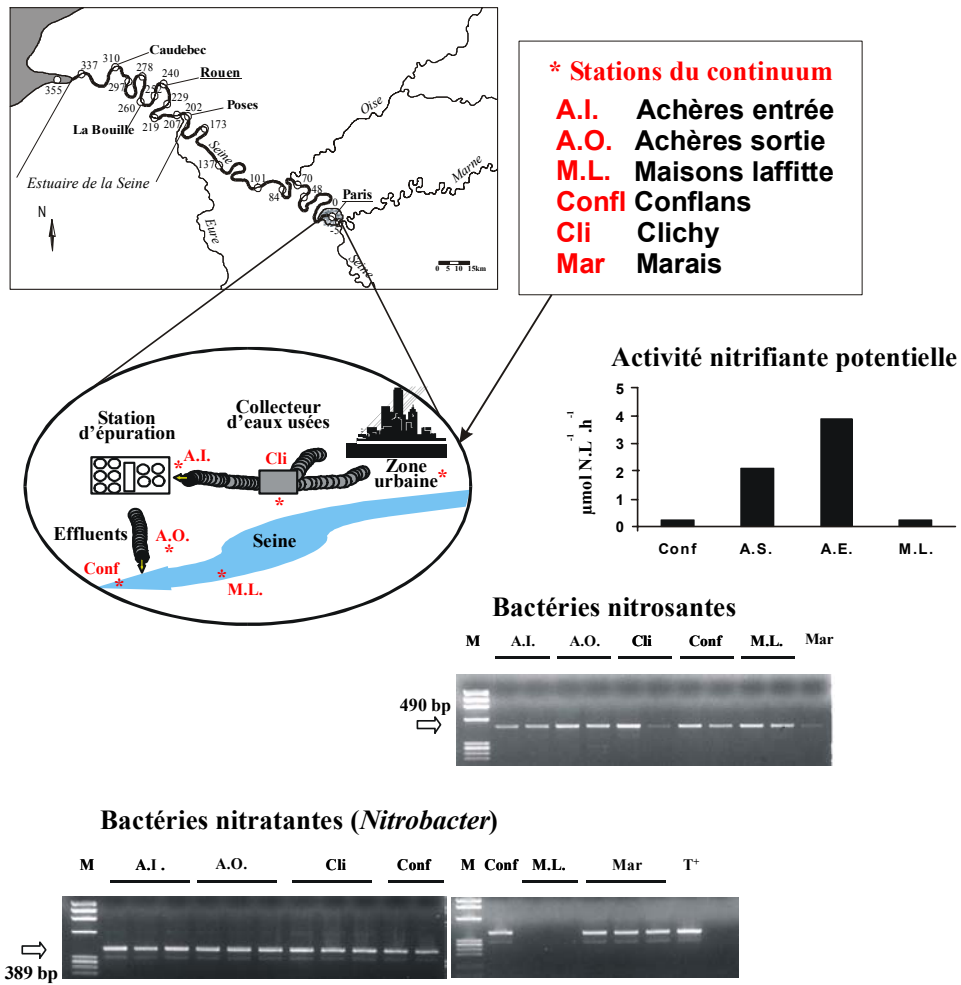 Caudebec
337
310
278
240
Rouen
355
297
252
260
229
202
Poses
La Bouille
219
207
173
Oise
Marne
Seine
137
Estuaire de la Seine
101
84
70
48
0
Paris
N
Eure
Seine
0 5 10 15km
* Stations du continuum
A.I. Achères entrée
A.O. Achères sortie
M.L. Maisons laffitte
Confl Conflans
Cli Clichy
Mar Marais
Station
d'épuration
Collecteur
d'eaux usées
* A.I.
Cli
*
Zone
urbaine *
Effluents
A.O.
*
Seine
Conf
*
* M.L.
Activité nitrifiante potentielle
µmol N.L⁻¹.h⁻¹
5
4
3
2
1
0
Conf A.S. A.E. M.L.
Bactéries nitrosantes
M A.I. A.O. Cli Conf M.L. Mar
490 bp
Bactéries nitratantes (Nitrobacter)
M A.I . A.O. Cli Conf M Conf M.L. Mar T⁺
389 bp